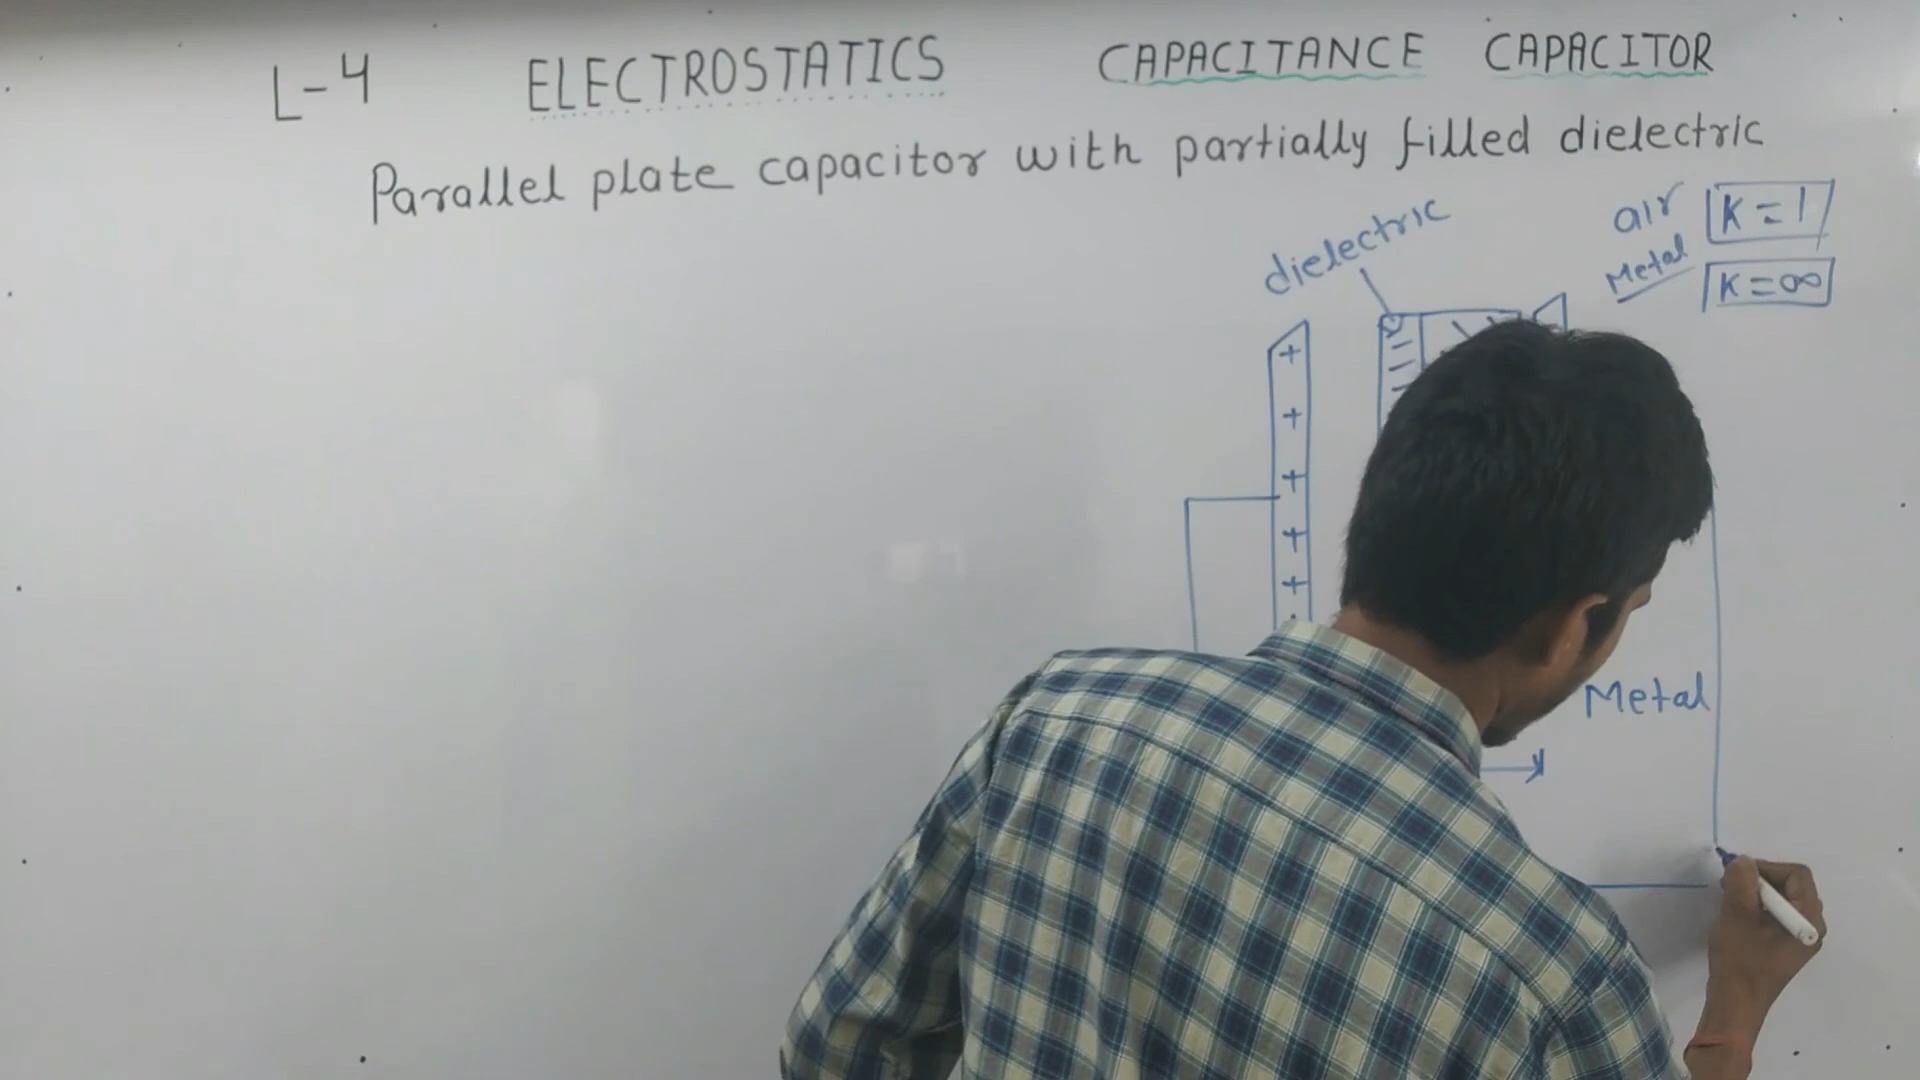 L-4 ELECTROSTATICS CAPACITANCE CAPACITOR
Parallel plate capacitor with partially filled dielectric
dielectric
air K = 1
Metal K = ∞
+
+
+
+
+
Metal